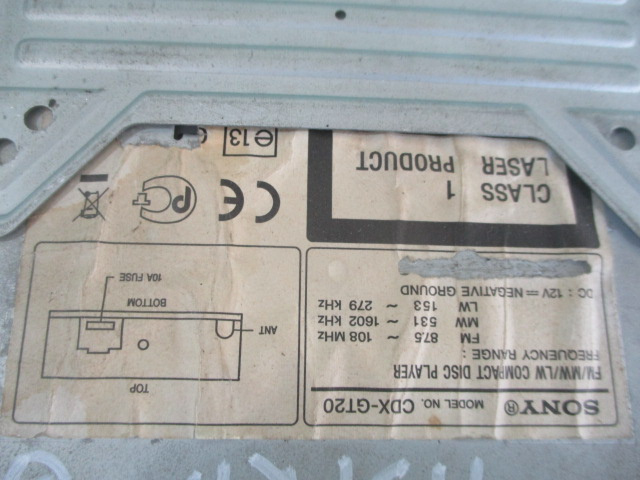 SONY® MODEL NO. CDX-GT20
FM/MW/LW COMPACT DISC PLAYER
FREQUENCY RANGE :
FM 87.5 ~ 108 MHz
MW 531 ~ 1602 kHz
LW 153 ~ 279 kHz
DC : 12V ⎓ NEGATIVE GROUND
TOP
ANT
BOTTOM
10A FUSE
CLASS 1
LASER PRODUCT
CE
PC
e13